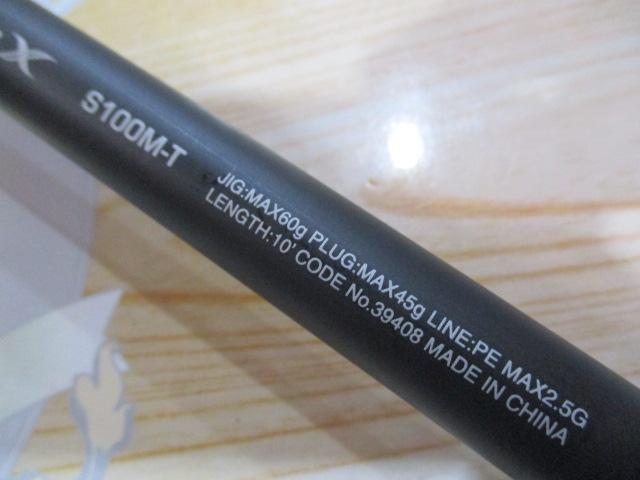 X
S100M-T
JIG:MAX60g PLUG:MAX45g LINE:PE MAX2.5G
LENGTH:10' CODE No.39408 MADE IN CHINA